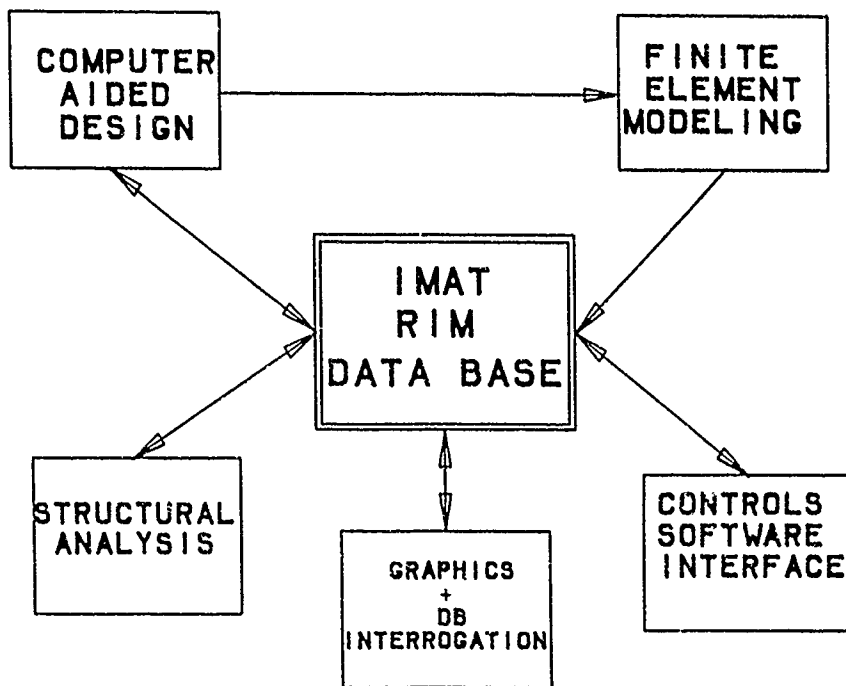 COMPUTER
AIDED
DESIGN
FINITE
ELEMENT
MODELING
IMAT
RIM
DATA BASE
STRUCTURAL
ANALYSIS
GRAPHICS
+
DB
INTERROGATION
CONTROLS
SOFTWARE
INTERFACE